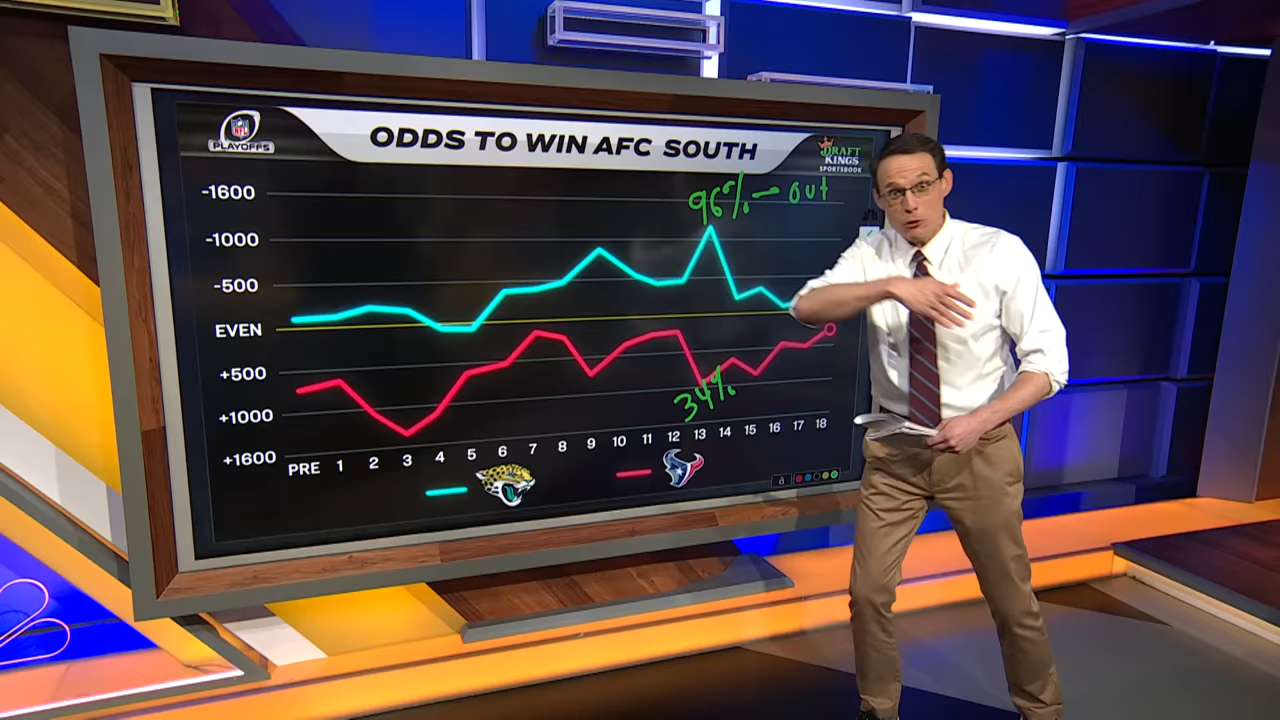 NFL
PLAYOFFS
ODDS TO WIN AFC SOUTH
DRAFT
KINGS
SPORTSBOOK
96% – out
-1600
-1000
-500
EVEN
+500
+1000
+1600
34%
PRE 1 2 3 4 5 6 7 8 9 10 11 12 13 14 15 16 17 18